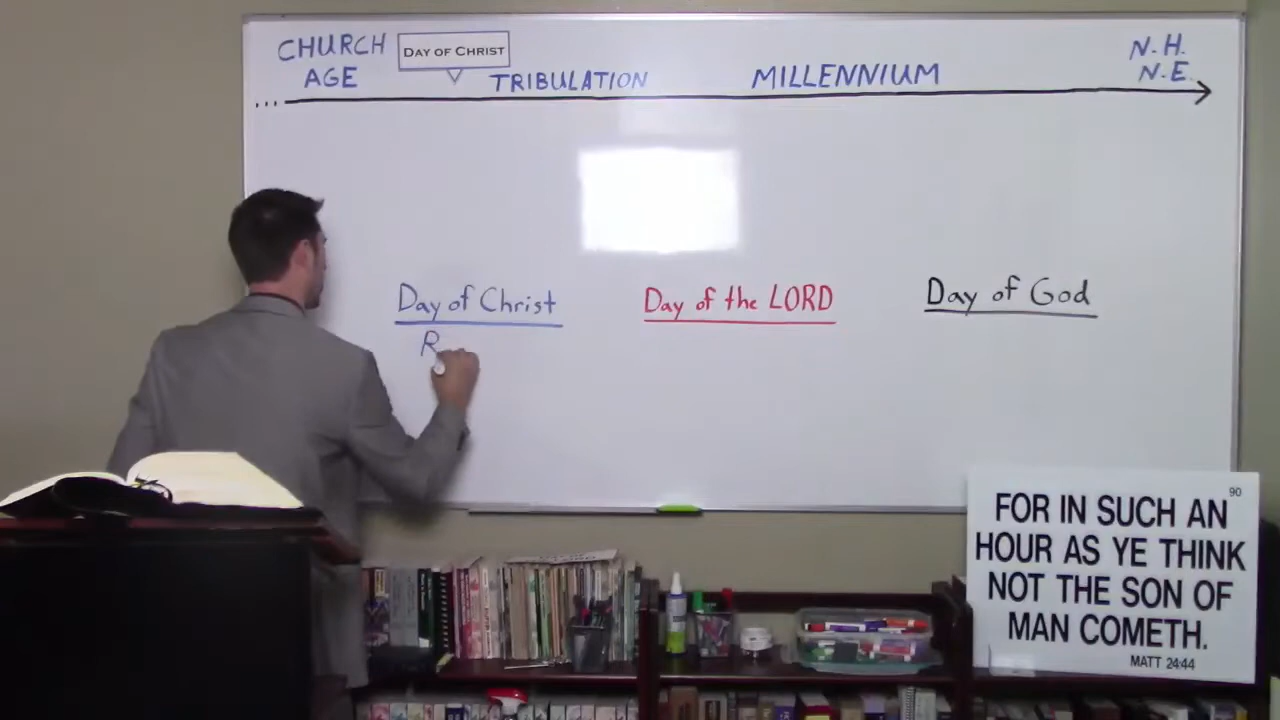 CHURCH
AGE
DAY OF CHRIST
TRIBULATION
MILLENNIUM
N.H.
N.E.
...
Day of Christ
R
Day of the LORD
Day of God
90
FOR IN SUCH AN
HOUR AS YE THINK
NOT THE SON OF
MAN COMETH.
MATT 24:44